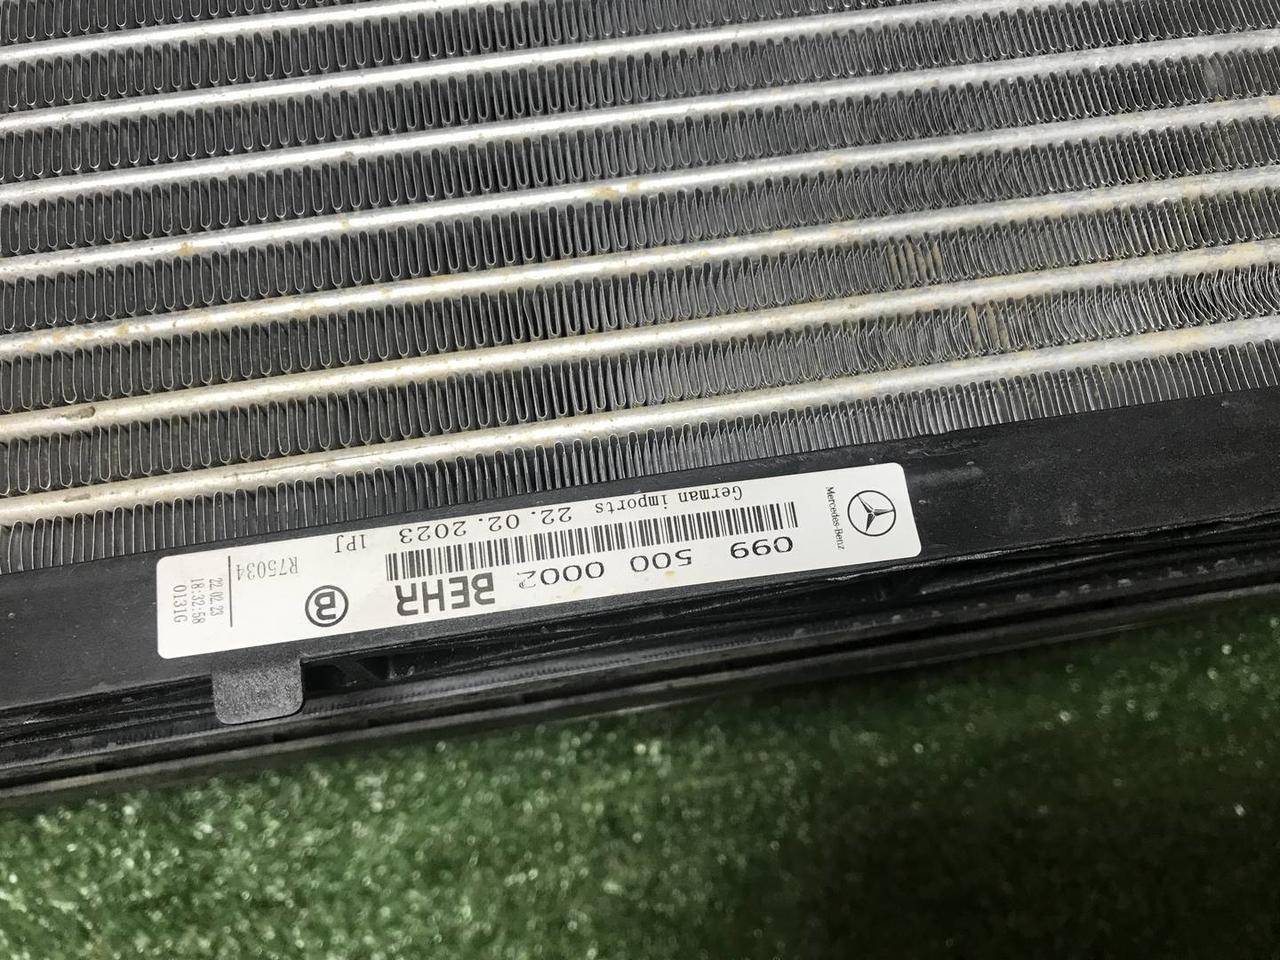 Mercedes-Benz
099 500 0002
German imports 22.02.2023 1PJ
BEHR
R75034
22.02.23
18:32:58
0131G